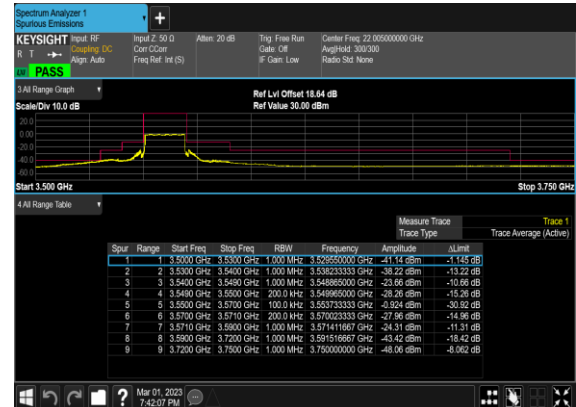 Spectrum Analyzer 1
Spurious Emissions
+
KEYSIGHT Input: RF Input Z: 50 Ω Atten: 20 dB Trig: Free Run Center Freq: 22.005000000 GHz
R T Coupling: DC Corr CCorr Gate: Off Avg|Hold: 300/300
Align: Auto Freq Ref: Int (S) IF Gain: Low Radio Std: None
PASS
3 All Range Graph
Ref Lvl Offset 18.64 dB
Scale/Div 10.0 dB Ref Value 30.00 dBm
20.0
0.00
-20.0
-40.0
-60.0
Start 3.500 GHz Stop 3.750 GHz
4 All Range Table
Measure Trace Trace 1
Trace Type Trace Average (Active)
Spur Range Start Freq Stop Freq RBW Frequency Amplitude ΔLimit
1 1 3.5000 GHz 3.5300 GHz 1.000 MHz 3.529550000 GHz -41.14 dBm -1.145 dB
2 2 3.5300 GHz 3.5400 GHz 1.000 MHz 3.538233333 GHz -38.22 dBm -13.22 dB
3 3 3.5400 GHz 3.5490 GHz 1.000 MHz 3.548865000 GHz -23.66 dBm -10.66 dB
4 4 3.5490 GHz 3.5500 GHz 200.0 kHz 3.549965000 GHz -28.26 dBm -15.26 dB
5 5 3.5500 GHz 3.5700 GHz 100.0 kHz 3.553733333 GHz -0.924 dBm -30.92 dB
6 6 3.5700 GHz 3.5710 GHz 200.0 kHz 3.570023333 GHz -27.96 dBm -14.96 dB
7 7 3.5710 GHz 3.5900 GHz 1.000 MHz 3.571411667 GHz -24.31 dBm -11.31 dB
8 8 3.5900 GHz 3.7200 GHz 1.000 MHz 3.591516667 GHz -43.42 dBm -18.42 dB
9 9 3.7200 GHz 3.7500 GHz 1.000 MHz 3.750000000 GHz -48.06 dBm -8.062 dB
? Mar 01, 2023
7:42:07 PM